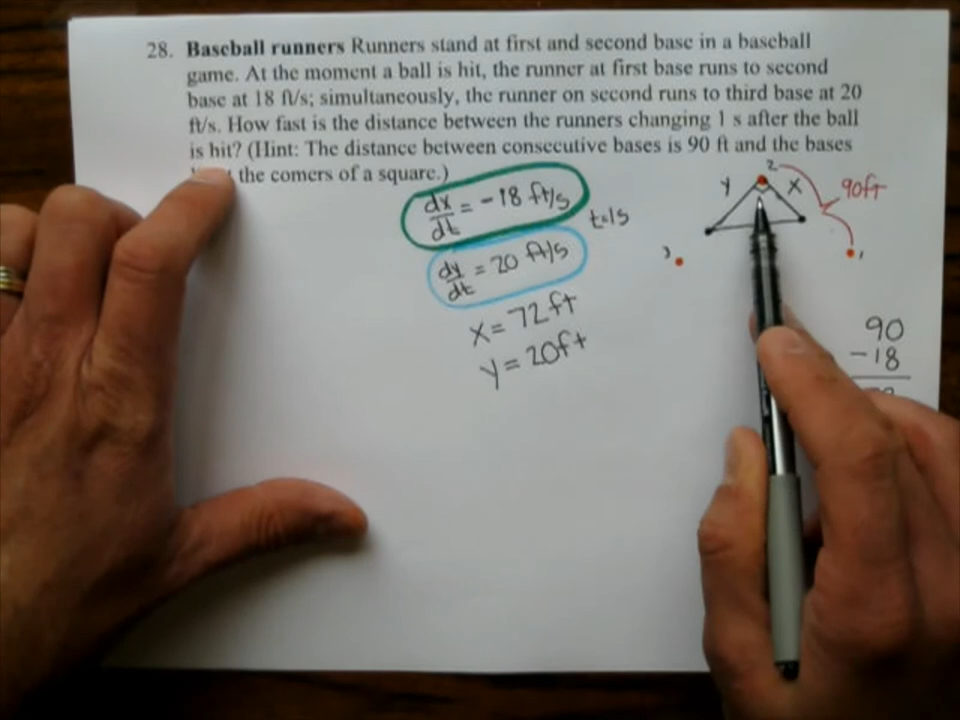 28. Baseball runners Runners stand at first and second base in a baseball
game. At the moment a ball is hit, the runner at first base runs to second
base at 18 ft/s; simultaneously, the runner on second runs to third base at 20
ft/s. How fast is the distance between the runners changing 1 s after the ball
is hit? (Hint: The distance between consecutive bases is 90 ft and the bases
the corners of a square.)
dx/dt = -18 ft/s
t=1s
dy/dt = 20 ft/s
x = 72 ft
y = 20ft
2
y
x
90ft
3
1
90
-18